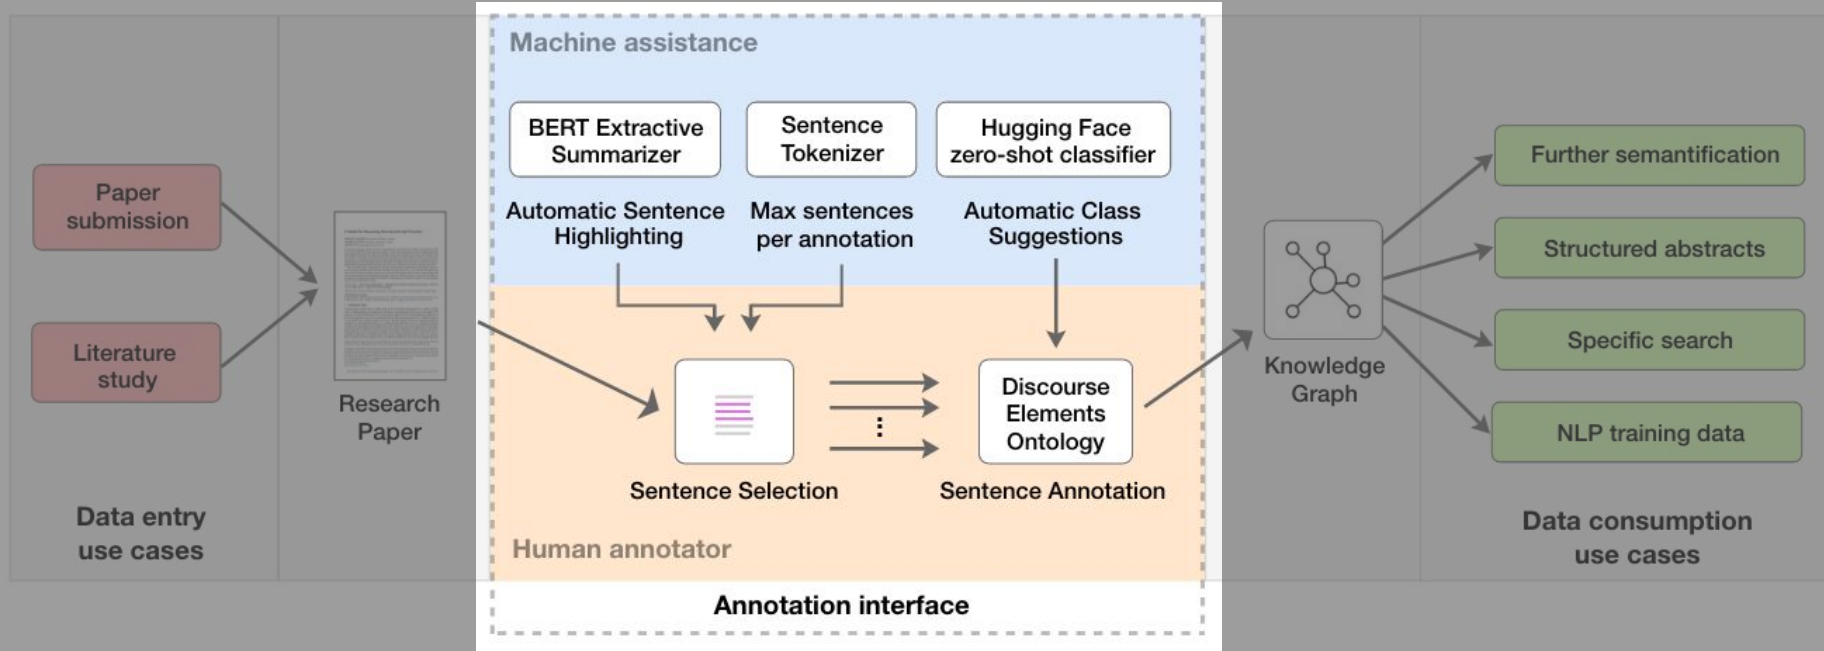 Machine assistance
BERT Extractive
Summarizer
Sentence
Tokenizer
Hugging Face
zero-shot classifier
Automatic Sentence
Highlighting
Max sentences
per annotation
Automatic Class
Suggestions
Paper
submission
Literature
study
Research
Paper
Data entry
use cases
Sentence Selection
Discourse
Elements
Ontology
Sentence Annotation
Human annotator
Annotation interface
Knowledge
Graph
Further semantification
Structured abstracts
Specific search
NLP training data
Data consumption
use cases